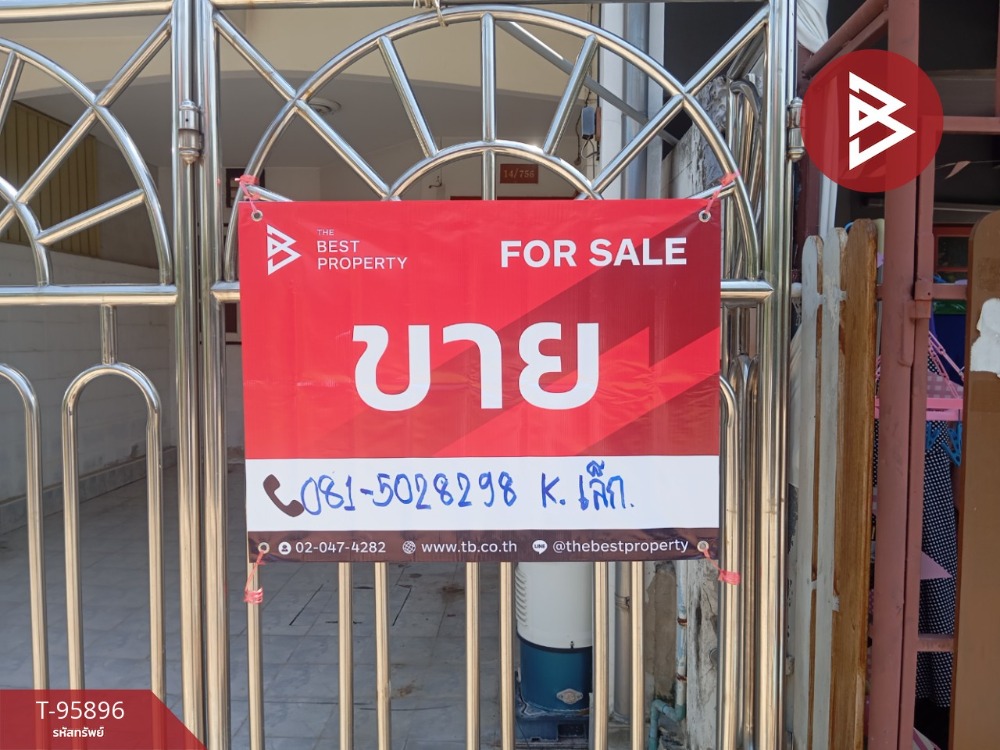 14/756
THE
BEST
PROPERTY
FOR SALE
ขาย
081-5028298 K. เล็ก.
02-047-4282 www.tb.co.th LINE @thebestproperty
T-95896
รหัสทรัพย์